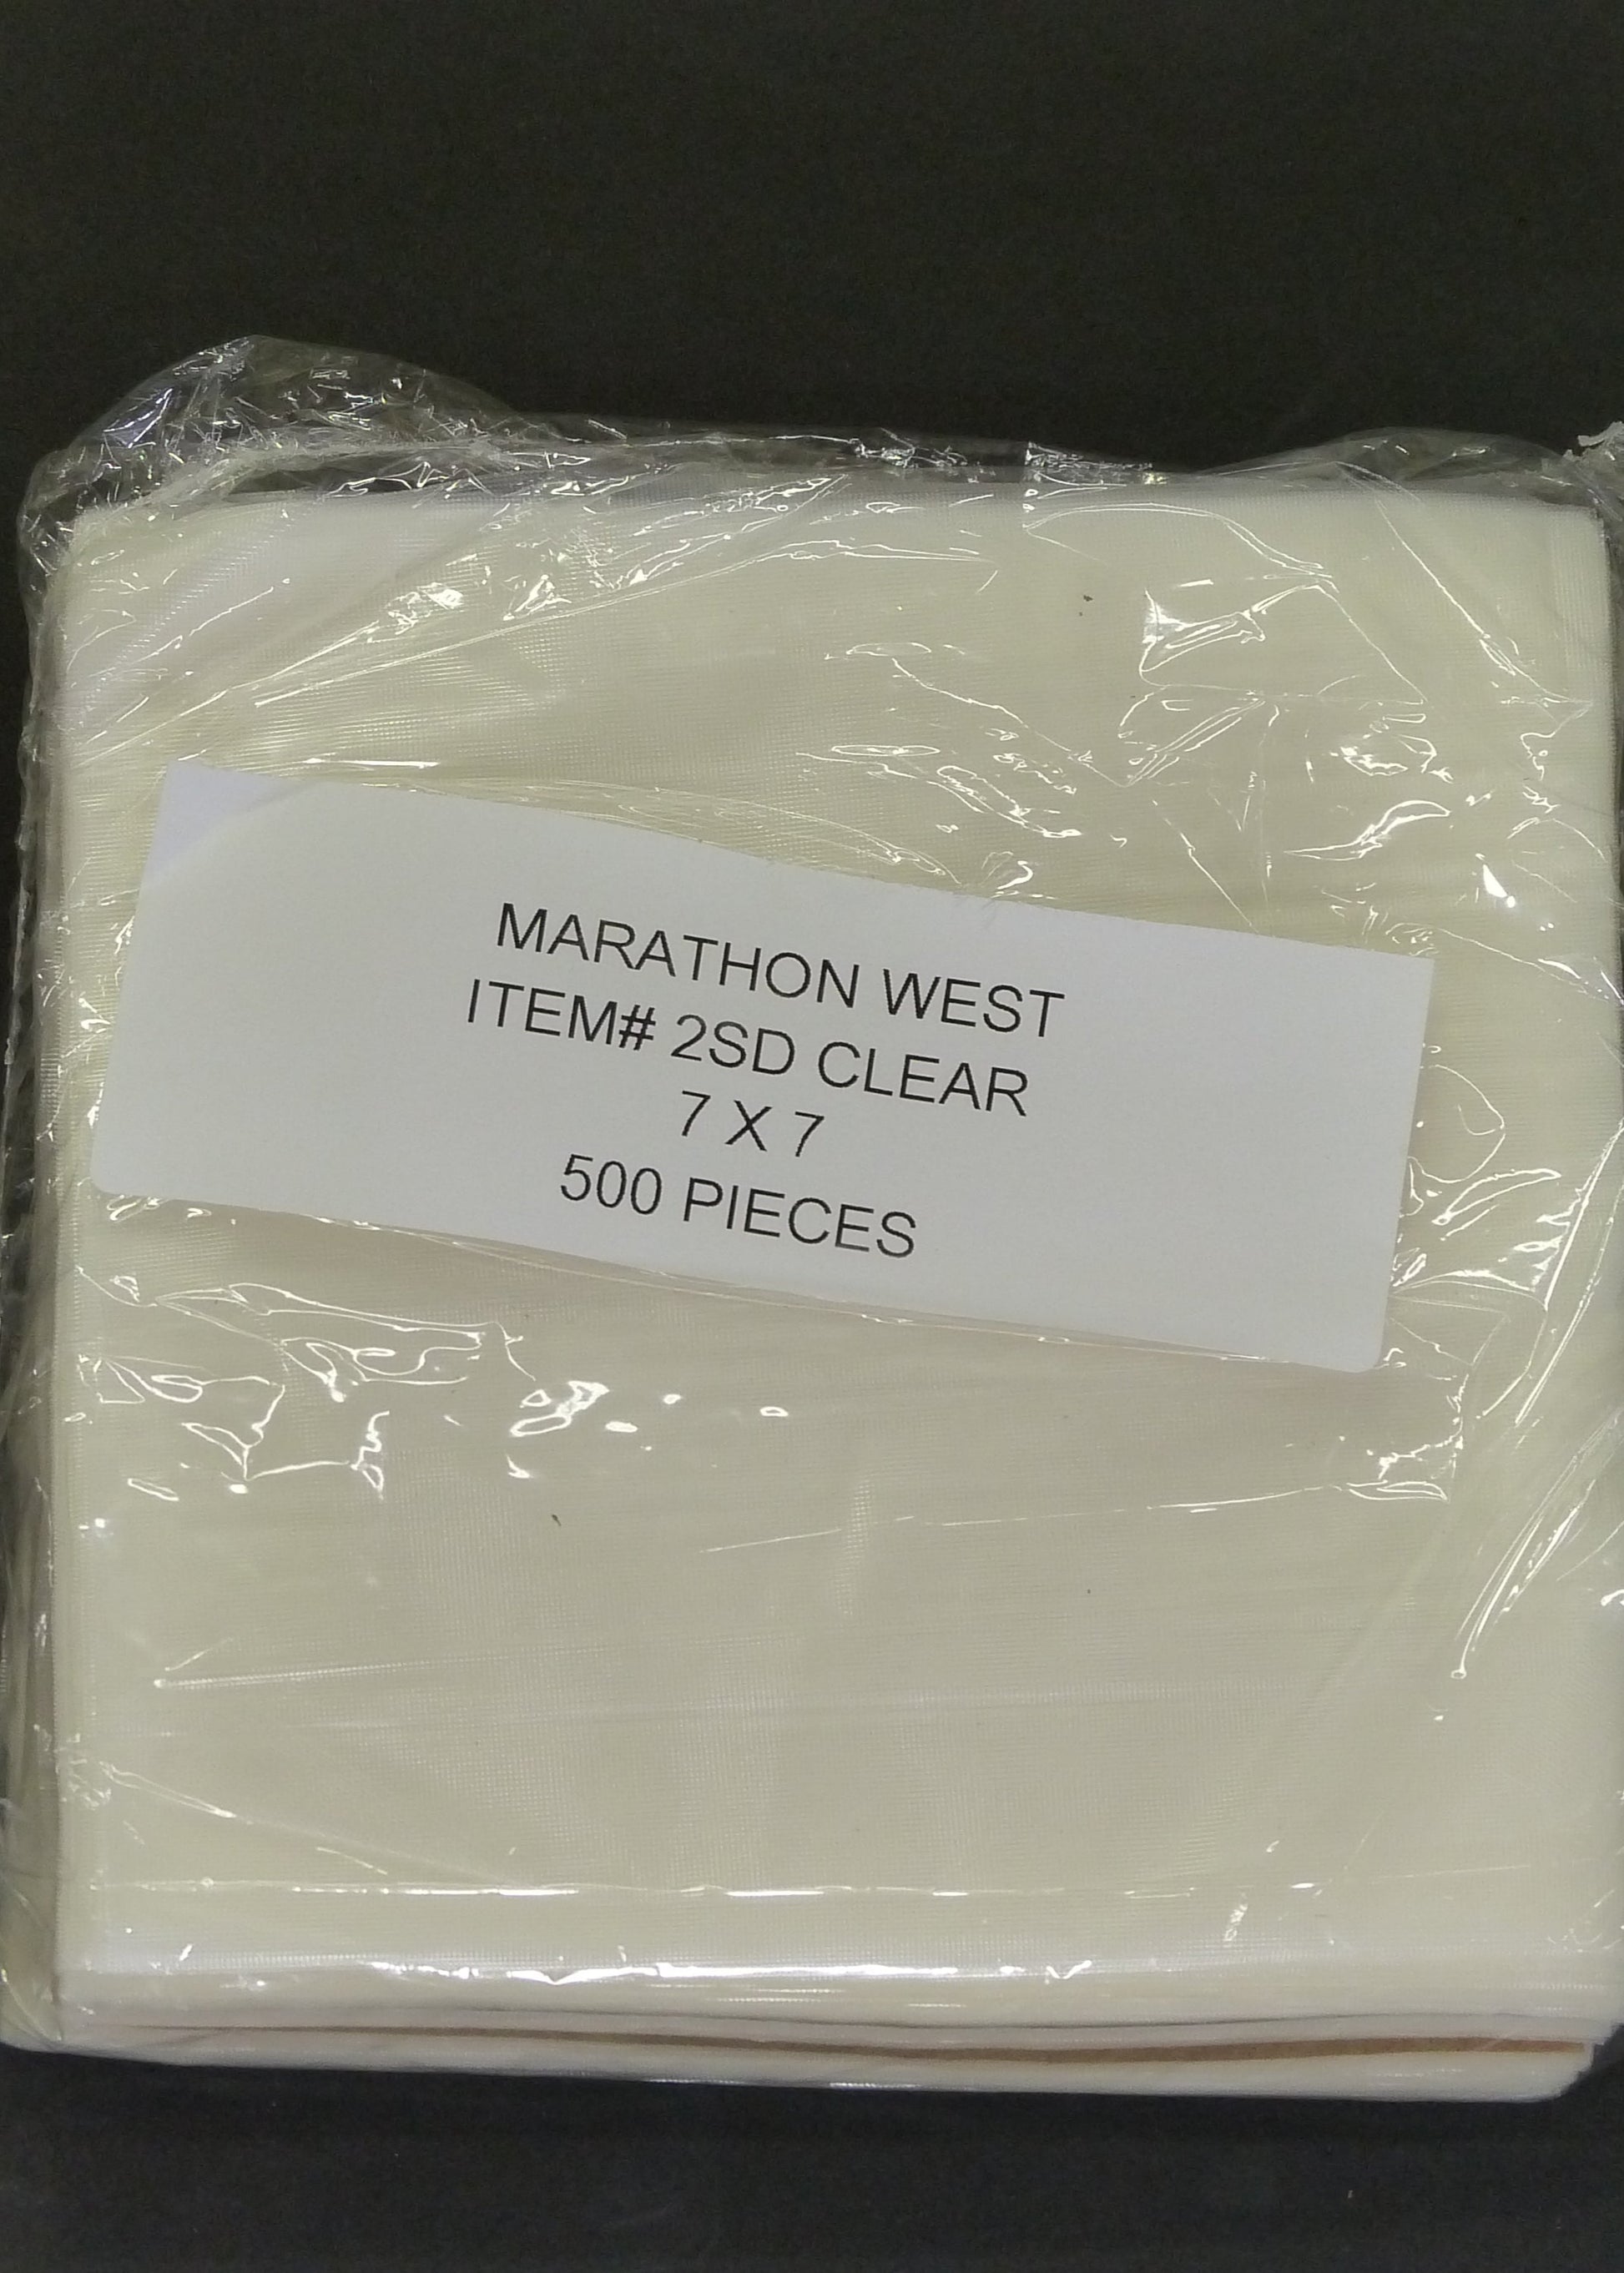 MARATHON WEST
ITEM# 2SD CLEAR
7 X 7
500 PIECES